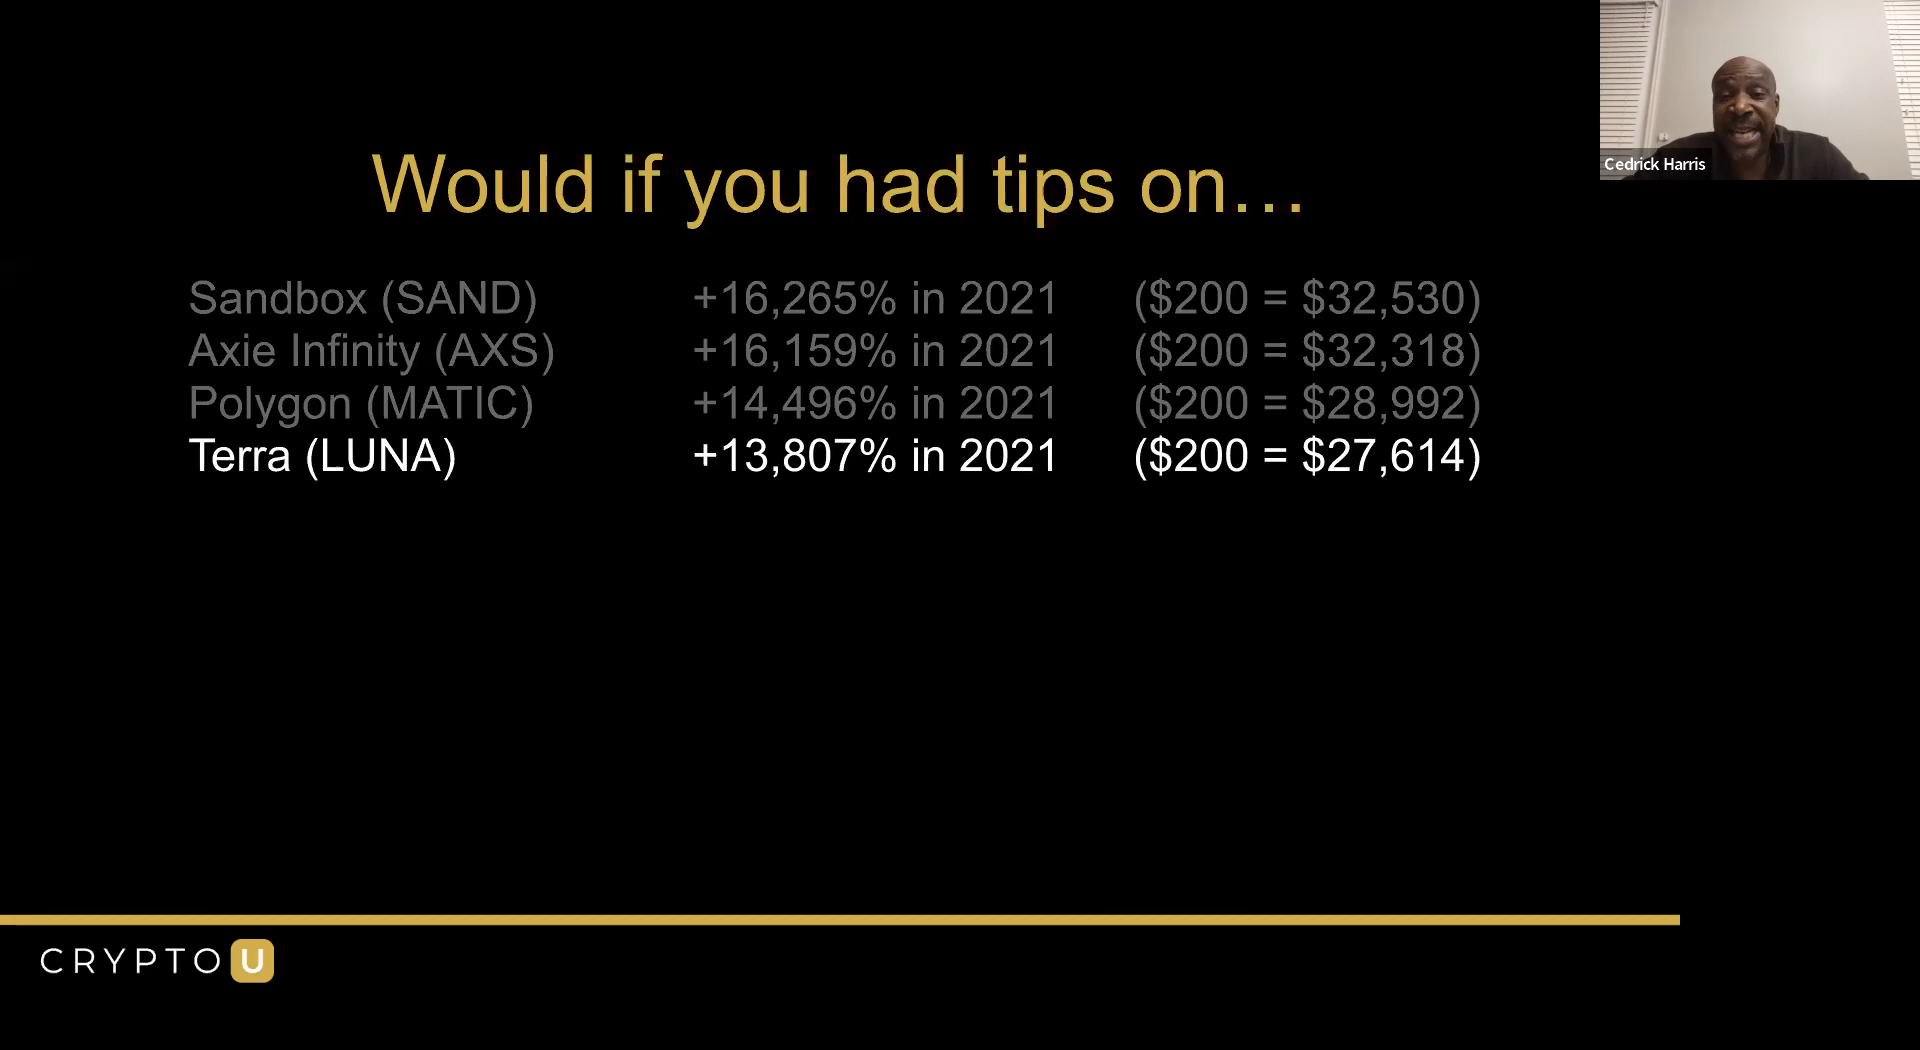 Would if you had tips on...
Sandbox (SAND) +16,265% in 2021 ($200 = $32,530)
Axie Infinity (AXS) +16,159% in 2021 ($200 = $32,318)
Polygon (MATIC) +14,496% in 2021 ($200 = $28,992)
Terra (LUNA) +13,807% in 2021 ($200 = $27,614)
Cedrick Harris
CRYPTO U